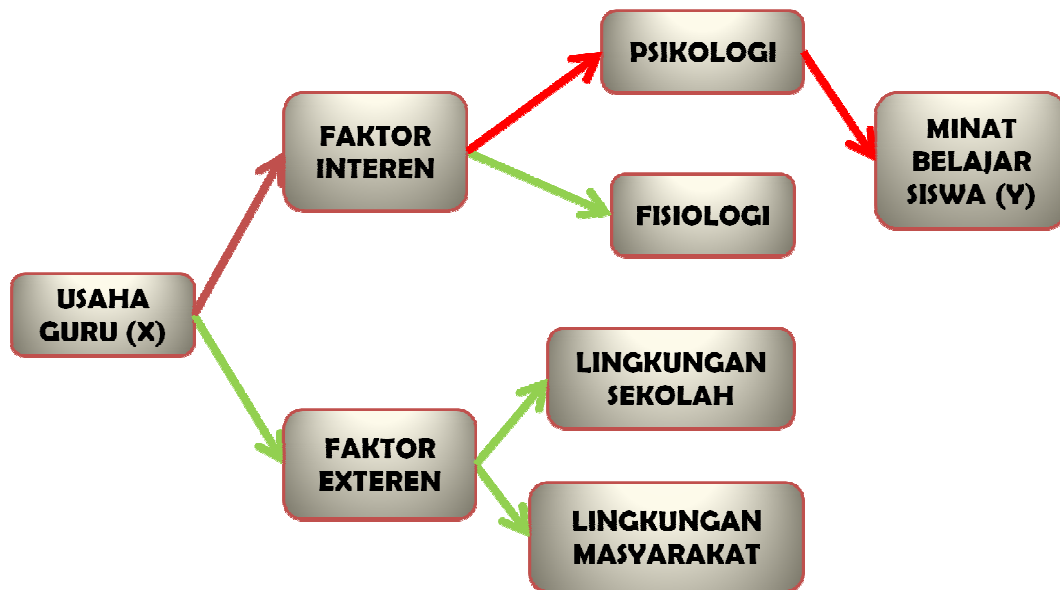 PSIKOLOGI
FAKTOR
INTEREN
MINAT
BELAJAR
SISWA (Y)
FISIOLOGI
USAHA
GURU (X)
LINGKUNGAN
SEKOLAH
FAKTOR
EXTEREN
LINGKUNGAN
MASYARAKAT